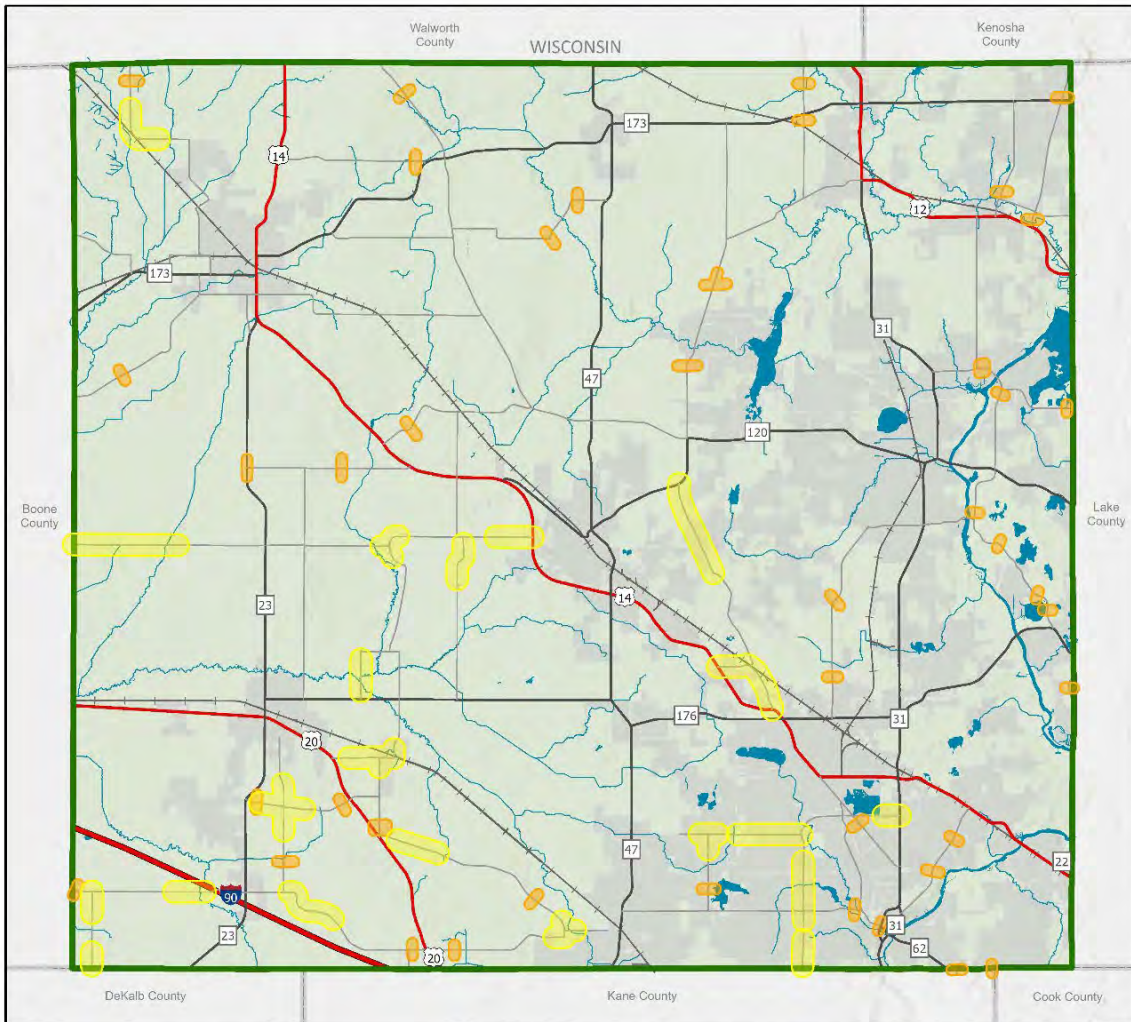 Walworth
County
Kenosha
County
WISCONSIN
173
14
12
173
31
47
120
Boone
County
Lake
County
23
14
176
31
20
47
22
90
31
23
62
20
DeKalb County
Kane County
Cook County